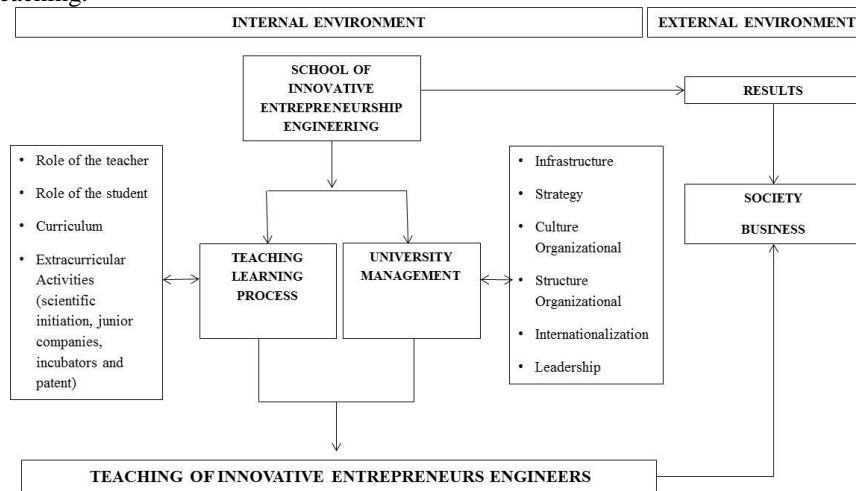 INTERNAL ENVIRONMENT
EXTERNAL ENVIRONMENT
SCHOOL OF
INNOVATIVE
ENTREPRENEURSHIP
ENGINEERING
RESULTS
• Role of the teacher
• Role of the student
• Curriculum
• Extracurricular
Activities
(scientific
initiation, junior
companies,
incubators and
patent)
TEACHING
LEARNING
PROCESS
UNIVERSITY
MANAGEMENT
• Infrastructure
• Strategy
• Culture
Organizational
• Structure
Organizational
• Internationalization
• Leadership
SOCIETY
BUSINESS
TEACHING OF INNOVATIVE ENTREPRENEURS ENGINEERS